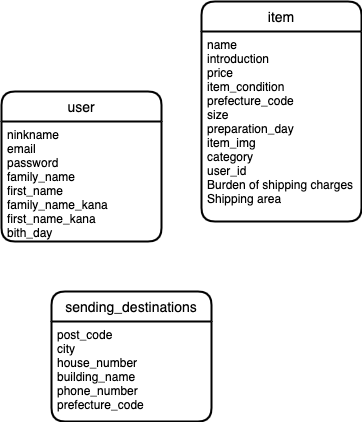 item
name
introduction
price
item_condition
prefecture_code
size
preparation_day
item_img
category
user_id
Burden of shipping charges
Shipping area
user
ninkname
email
password
family_name
first_name
family_name_kana
first_name_kana
bith_day
sending_destinations
post_code
city
house_number
building_name
phone_number
prefecture_code